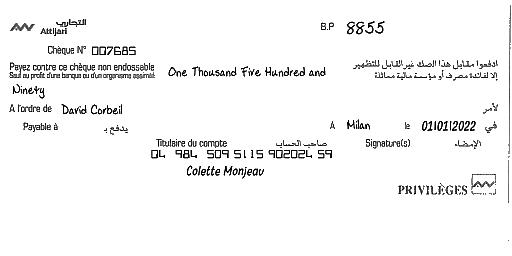 التجاري
Attijari
B.P 8855
Chèque N° 007685
Payez contre ce chèque non endossable
ادفعوا مقابل هذا الصك غير القابل للتظهير
Sauf au profit d'une banque ou d'un organisme assimilé
One Thousand Five Hundred and
إلا لفائدة مصرف أو مؤسسة مالية مماثلة
Ninety
A l'ordre de David Corbeil
لأمر
Payable à يدفع بـ
A Milan le 01/01/2022 في
Titulaire du compte صاحب الحساب
Signature(s) الإمضاء
04 984 509 5115 902024 59
Colette Monjeau
PRIVILÈGES